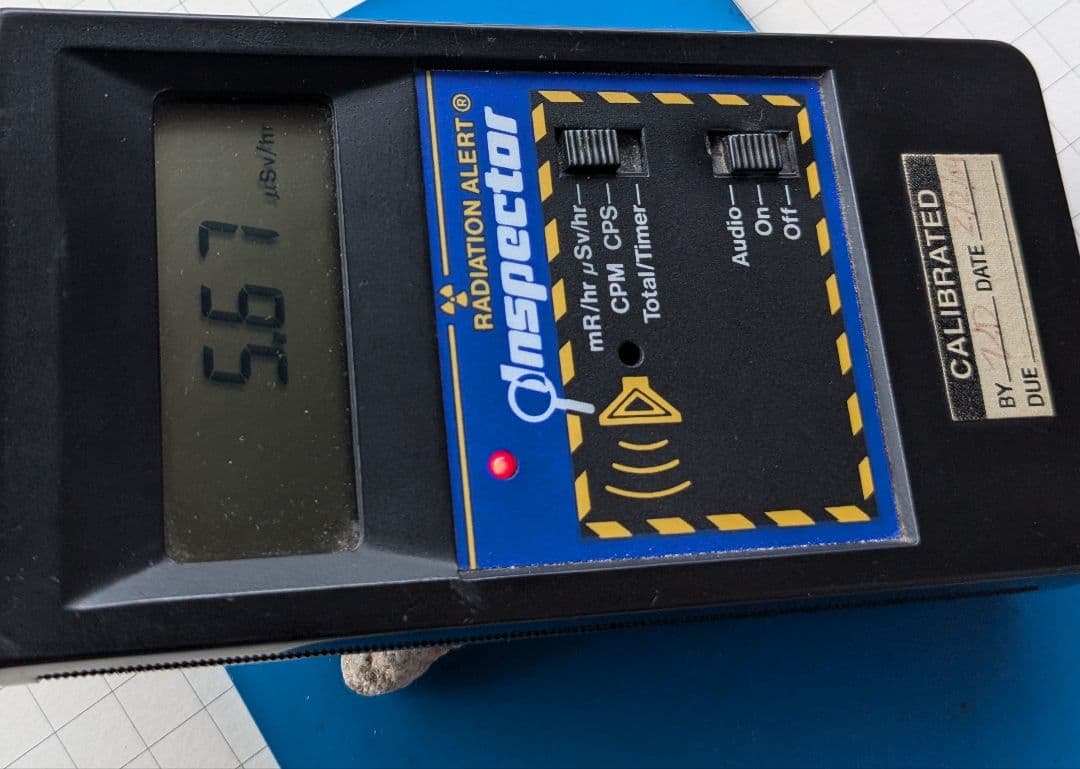 5.67 µSv/hr
RADIATION ALERT®
Inspector
mR/hr µSv/hr
CPM CPS
Total/Timer
Audio
On
Off
CALIBRATED
BY DATE
DUE